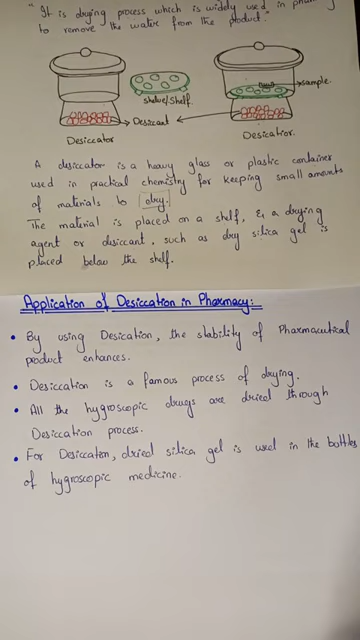 "It is drying process which is widely used in
to remove the water from the product."
sample.
shelve/shelf.
Desiccant
Desiccator
Desicatior.
A desiccator is a heavy glass or plastic container
used in practical chemistry for keeping small amounts
of materials to dry.
The material is placed on a shelf, & a drying
agent or desiccant, such as dry silica gel is
placed below the shelf.
Application of Desiccation in Pharmacy:
• By using Desication, the stability of Pharmaceutical
product enhances.
• Desiccation is a famous process of drying.
• All the hygroscopic drugs are dried through
Desiccation process.
• For Desiccation, dried silica gel is used in the bottles
of hygroscopic medicine.